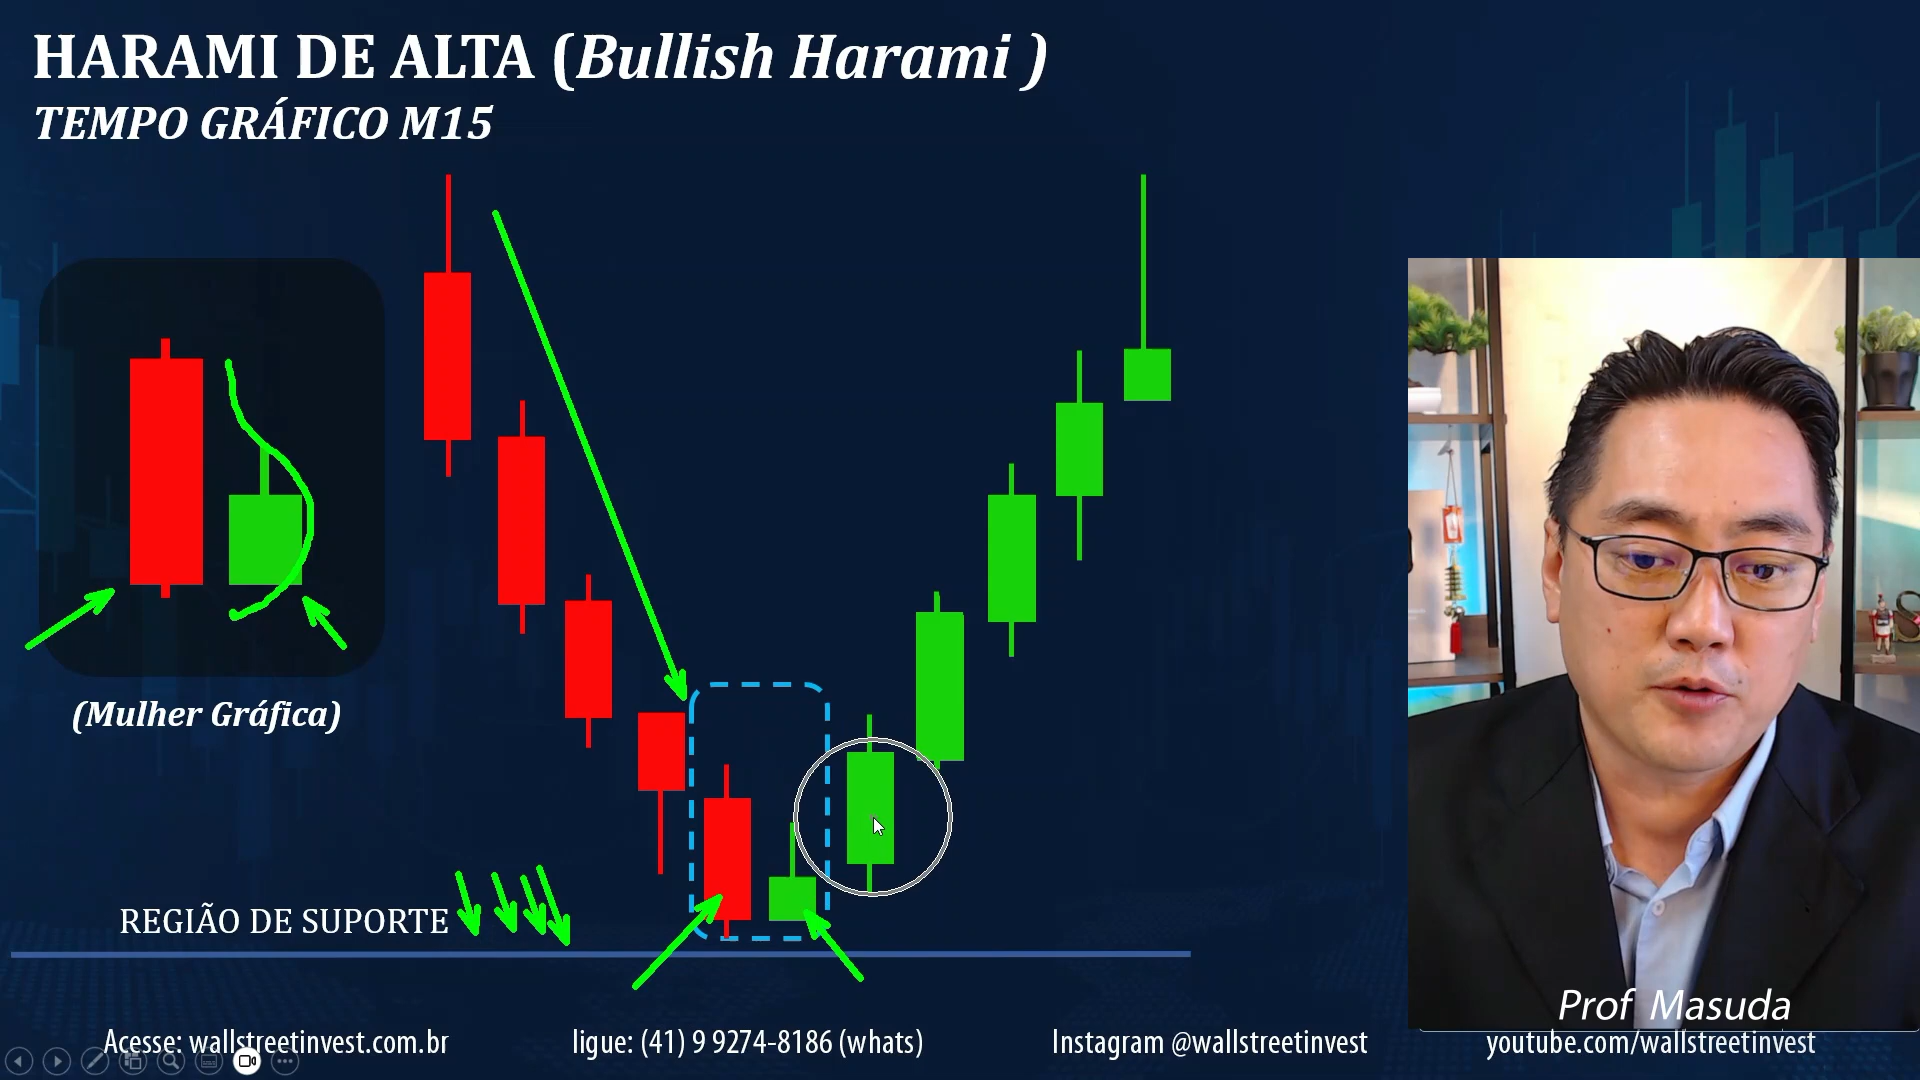 HARAMI DE ALTA (Bullish Harami )
TEMPO GRÁFICO M15
(Mulher Gráfica)
REGIÃO DE SUPORTE
Prof Masuda
Acesse: wallstreetinvest.com.br
ligue: (41) 9 9274-8186 (whats)
Instagram @wallstreetinvest
youtube.com/wallstreetinvest